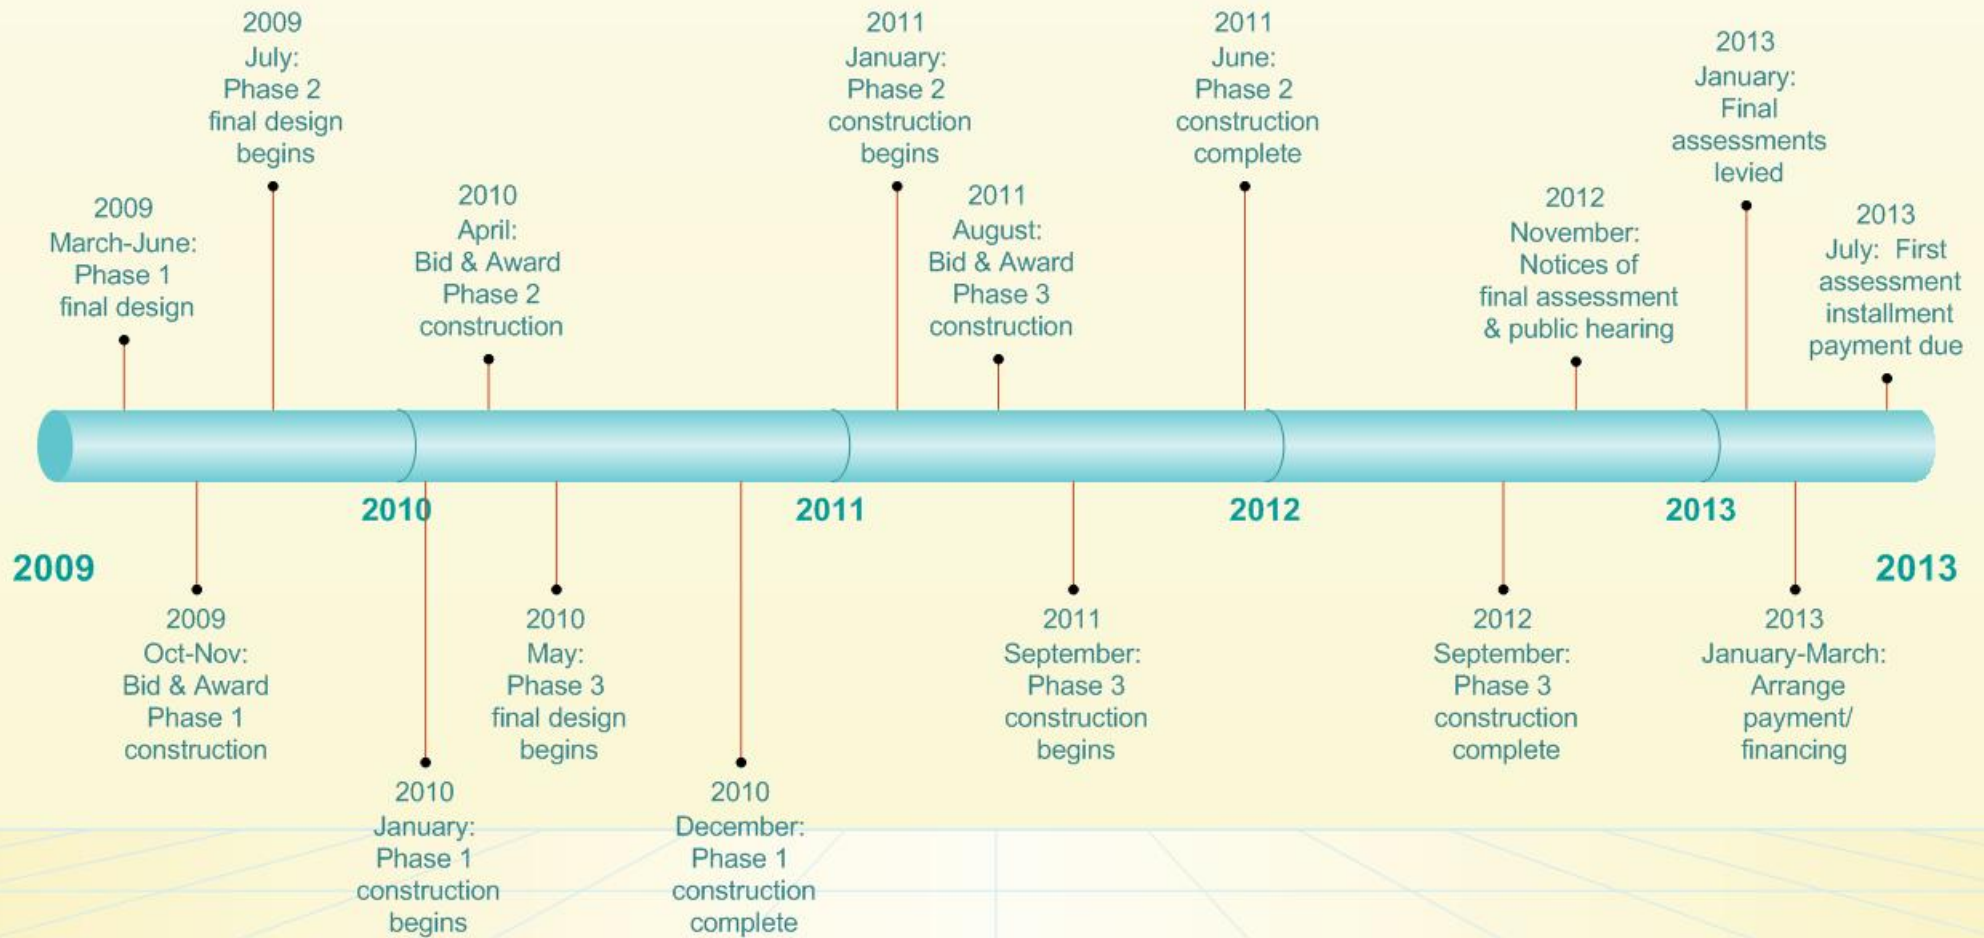 2009
July:
Phase 2
final design
begins
2011
January:
Phase 2
construction
begins
2011
June:
Phase 2
construction
complete
2013
January:
Final
assessments
levied
2009
March-June:
Phase 1
final design
2010
April:
Bid & Award
Phase 2
construction
2011
August:
Bid & Award
Phase 3
construction
2012
November:
Notices of
final assessment
& public hearing
2013
July:  First
assessment
installment
payment due
2010
2011
2012
2013
2009
2013
2009
Oct-Nov:
Bid & Award
Phase 1
construction
2010
May:
Phase 3
final design
begins
2011
September:
Phase 3
construction
begins
2012
September:
Phase 3
construction
complete
2013
January-March:
Arrange
payment/
financing
2010
January:
Phase 1
construction
begins
2010
December:
Phase 1
construction
complete